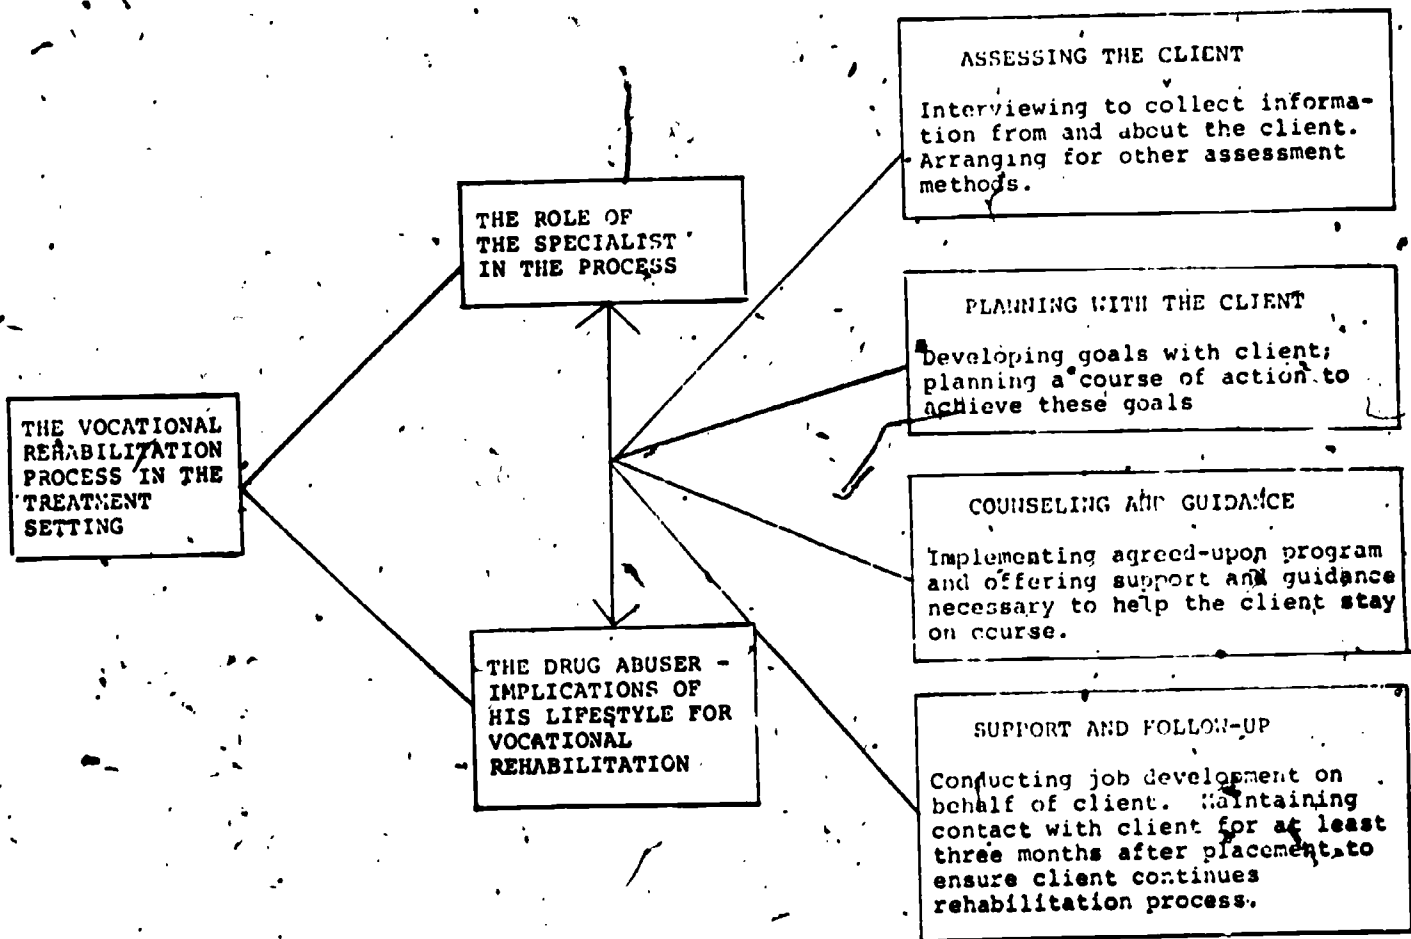 THE VOCATIONAL
REHABILITATION
PROCESS IN THE
TREATMENT
SETTING
THE ROLE OF
THE SPECIALIST
IN THE PROCESS
THE DRUG ABUSER -
IMPLICATIONS OF
HIS LIFESTYLE FOR
VOCATIONAL
REHABILITATION
ASSESSING THE CLIENT
Interviewing to collect informa-
tion from and about the client.
Arranging for other assessment
methods.
PLANNING WITH THE CLIENT
Developing goals with client;
planning a course of action to
achieve these goals
COUNSELING AND GUIDANCE
Implementing agreed-upon program
and offering support and guidance
necessary to help the client stay
on course.
SUPPORT AND FOLLOW-UP
Conducting job development on
behalf of client. Maintaining
contact with client for at least
three months after placement to
ensure client continues
rehabilitation process.